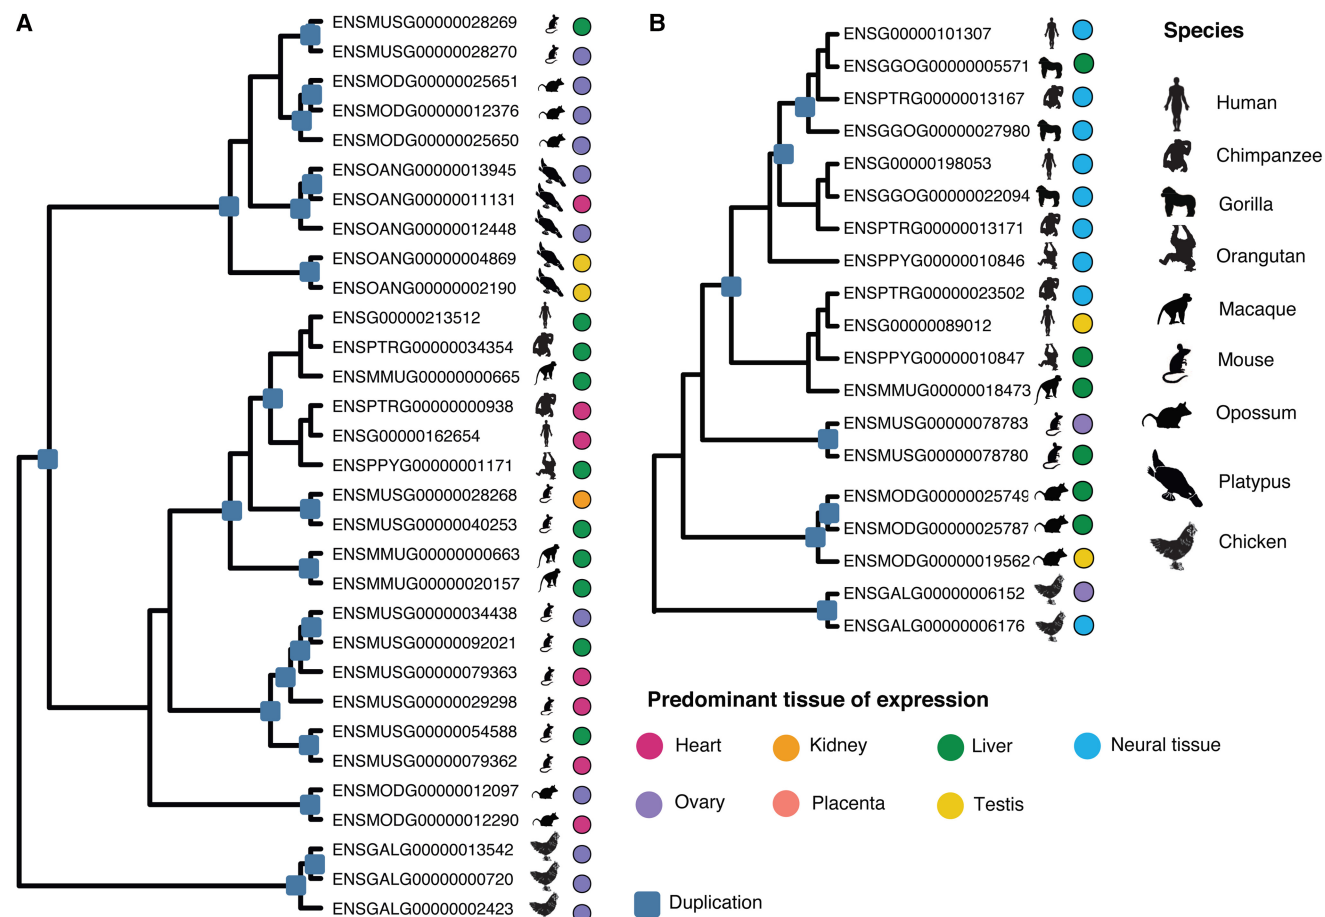 A
ENSMUSG00000028269
ENSMUSG00000028270
ENSMODG00000025651
ENSMODG00000012376
ENSMODG00000025650
ENSOANG00000013945
ENSOANG00000011131
ENSOANG00000012448
ENSOANG00000004869
ENSOANG00000002190
ENSG00000213512
ENSPTRG00000034354
ENSMMUG00000000665
ENSPTRG00000000938
ENSG00000162654
ENSPPYG00000001171
ENSMUSG00000028268
ENSMUSG00000040253
ENSMMUG00000000663
ENSMMUG00000020157
ENSMUSG00000034438
ENSMUSG00000092021
ENSMUSG00000079363
ENSMUSG00000029298
ENSMUSG00000054588
ENSMUSG00000079362
ENSMODG00000012097
ENSMODG00000012290
ENSGALG00000013542
ENSGALG00000000720
ENSGALG00000002423
B
ENSG00000101307
ENSGGOG00000005571
ENSPTRG00000013167
ENSGGOG00000027980
ENSG00000198053
ENSGGOG00000022094
ENSPTRG00000013171
ENSPPYG00000010846
ENSPTRG00000023502
ENSG00000089012
ENSPPYG00000010847
ENSMMUG00000018473
ENSMUSG00000078783
ENSMUSG00000078780
ENSMODG00000025749
ENSMODG00000025787
ENSMODG00000019562
ENSGALG00000006152
ENSGALG00000006176
Species
Human
Chimpanzee
Gorilla
Orangutan
Macaque
Mouse
Opossum
Platypus
Chicken
Predominant tissue of expression
Heart
Kidney
Liver
Neural tissue
Ovary
Placenta
Testis
Duplication